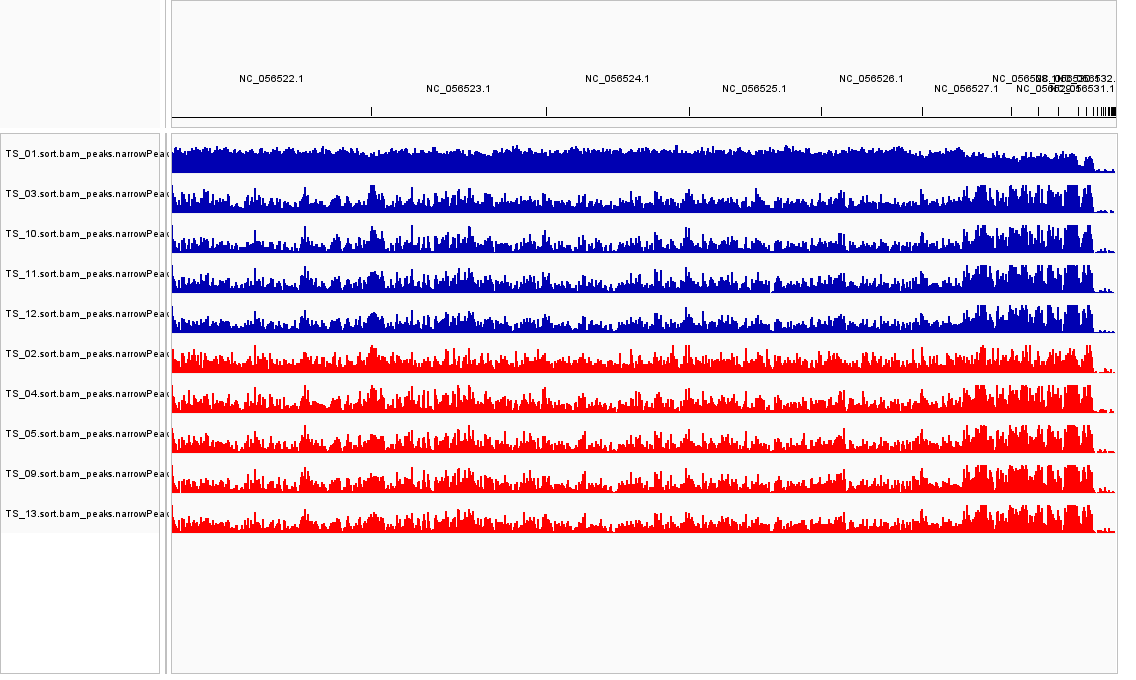 NC_056522.1
NC_056524.1
NC_056526.1
NC_056523.1
NC_056525.1
NC_056527.1
TS_01.sort.bam_peaks.narrowPeak
TS_03.sort.bam_peaks.narrowPeak
TS_10.sort.bam_peaks.narrowPeak
TS_11.sort.bam_peaks.narrowPeak
TS_12.sort.bam_peaks.narrowPeak
TS_02.sort.bam_peaks.narrowPeak
TS_04.sort.bam_peaks.narrowPeak
TS_05.sort.bam_peaks.narrowPeak
TS_09.sort.bam_peaks.narrowPeak
TS_13.sort.bam_peaks.narrowPeak